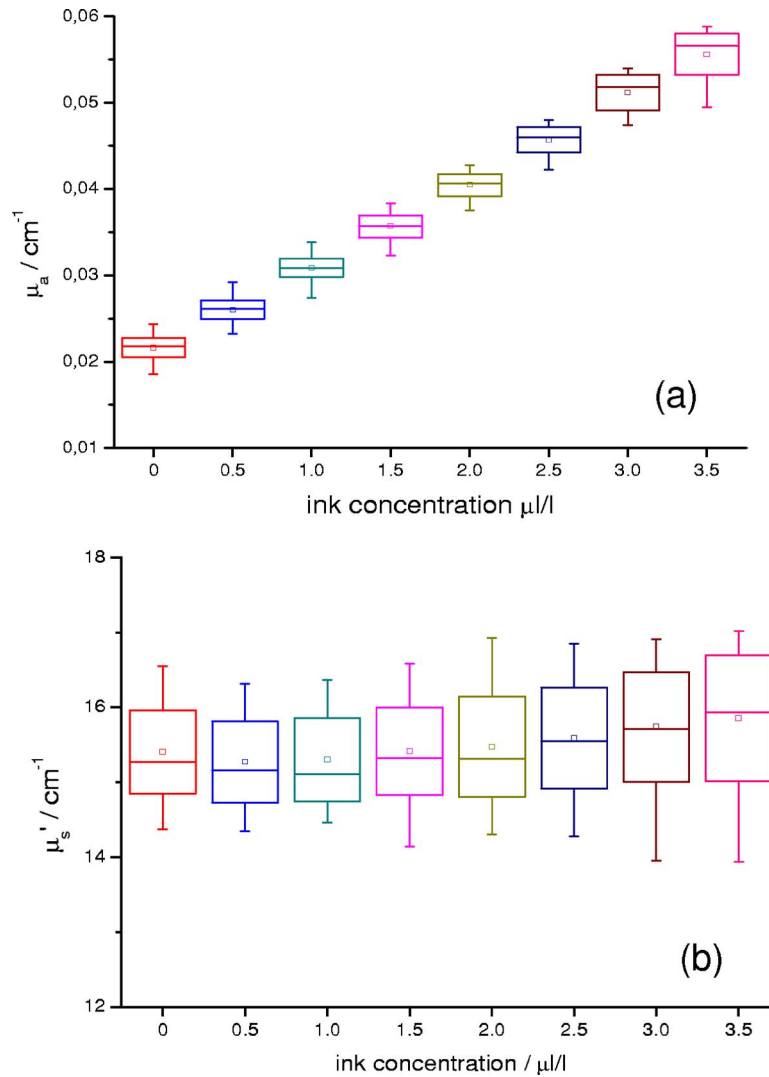 0,06
0,05
0,04
0,03
0,02
0,01
μa / cm-1
(a)
0 0.5 1.0 1.5 2.0 2.5 3.0 3.5
ink concentration μl/l
18
16
14
12
μs' / cm-1
(b)
0 0.5 1.0 1.5 2.0 2.5 3.0 3.5
ink concentration / μl/l